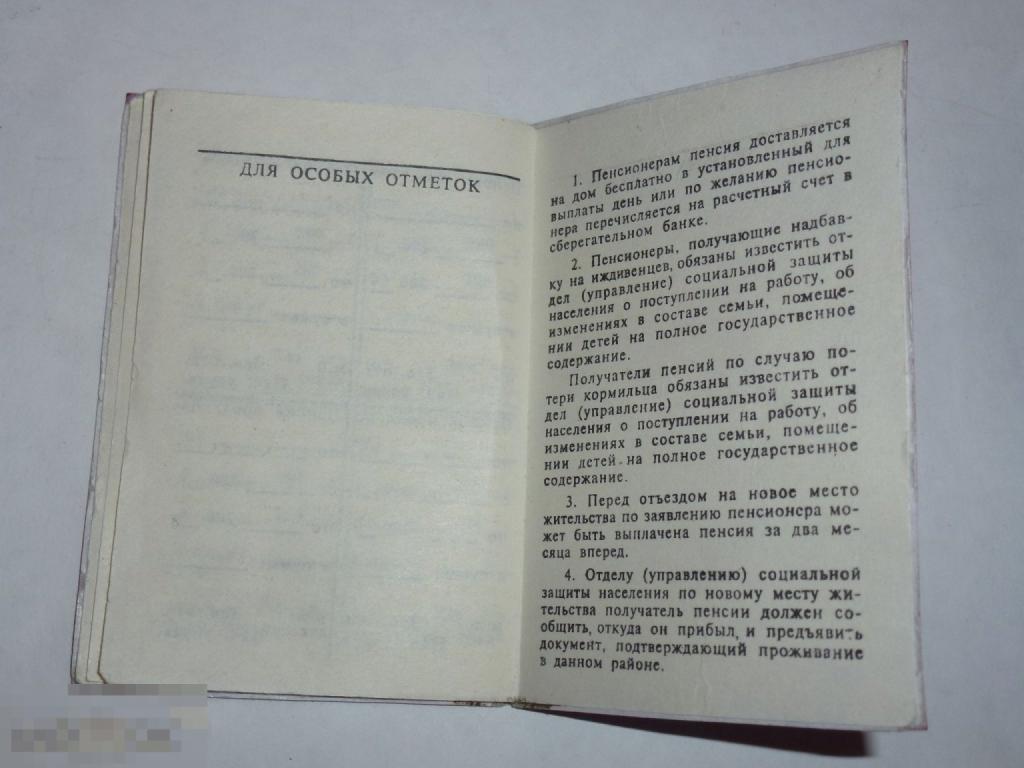 ДЛЯ ОСОБЫХ ОТМЕТОК
1. Пенсионерам пенсия доставляется
на дом бесплатно в установленный для
выплаты день или по желанию пенсио-
нера перечисляется на расчетный счет в
сберегательном банке.
2. Пенсионеры, получающие надбав-
ку на иждивенцев, обязаны известить от-
дел (управление) социальной защиты
населения о поступлении на работу, об
изменениях в составе семьи, помеще-
нии детей на полное государственное
содержание.
Получатели пенсий по случаю по-
тери кормильца обязаны известить от-
дел (управление) социальной защиты
населения о поступлении на работу, об
изменениях в составе семьи, помеще-
нии детей на полное государственное
содержание.
3. Перед отъездом на новое место
жительства по заявлению пенсионера мо-
жет быть выплачена пенсия за два ме-
сяца вперед.
4. Отделу (управлению) социальной
защиты населения по новому месту жи-
тельства получатель пенсии должен со-
общить, откуда он прибыл, и предъявить
документ, подтверждающий проживание
в данном районе.